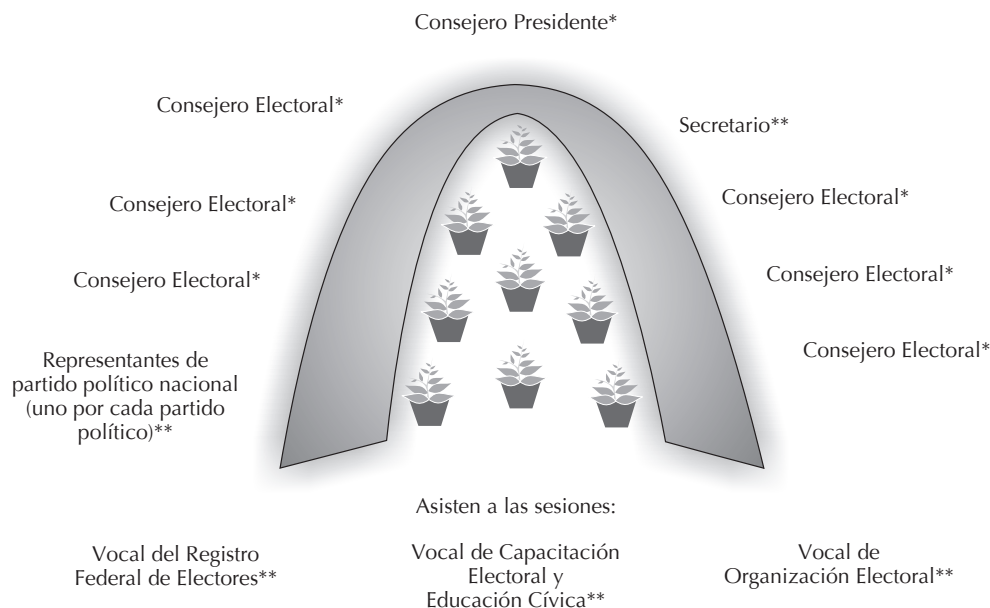 Consejero Presidente*
Consejero Electoral*
Secretario**
Consejero Electoral*
Consejero Electoral*
Consejero Electoral*
Consejero Electoral*
Consejero Electoral*
Representantes de
partido político nacional
(uno por cada partido
político)**
Asisten a las sesiones:
Vocal del Registro
Federal de Electores**
Vocal de Capacitación
Electoral y
Educación Cívica**
Vocal de
Organización Electoral**